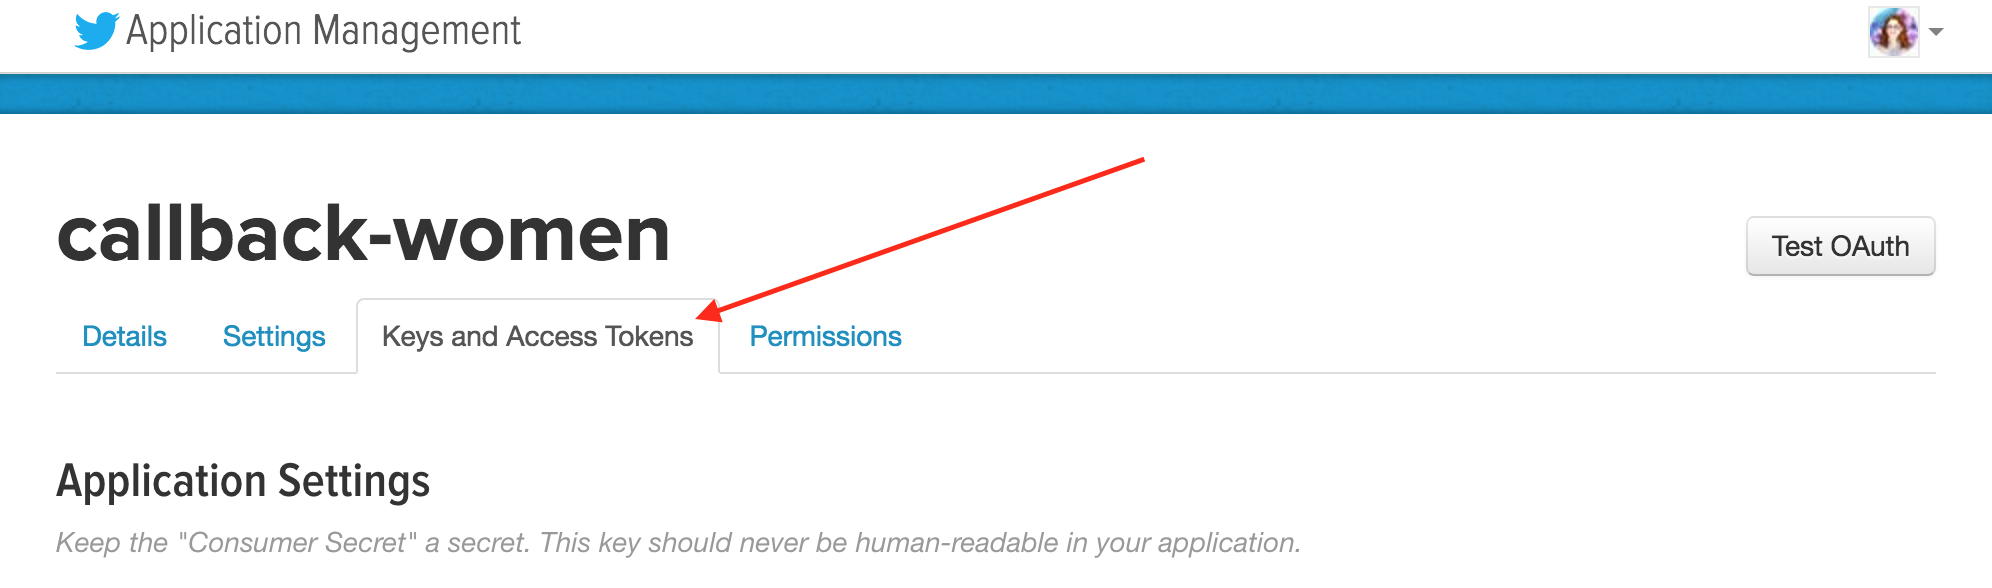 Application Management
callback-women
Test OAuth
Details Settings Keys and Access Tokens Permissions
Application Settings
Keep the "Consumer Secret" a secret. This key should never be human-readable in your application.